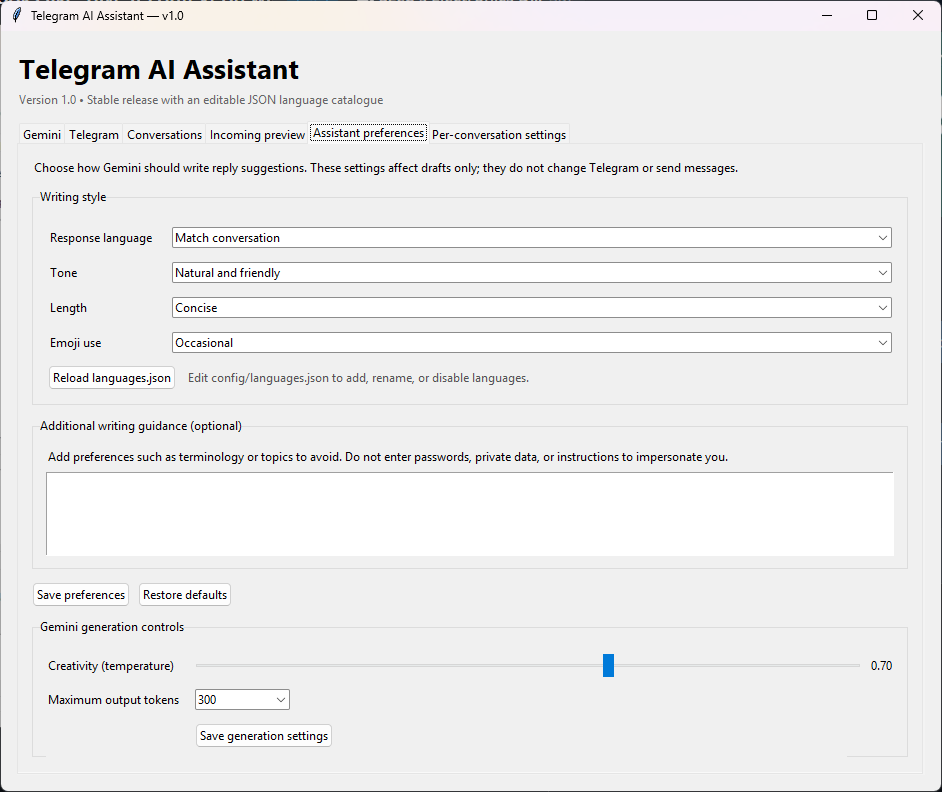 Telegram AI Assistant — v1.0
Telegram AI Assistant
Version 1.0 • Stable release with an editable JSON language catalogue
Gemini Telegram Conversations Incoming preview Assistant preferences Per-conversation settings
Choose how Gemini should write reply suggestions. These settings affect drafts only; they do not change Telegram or send messages.
Writing style
Response language Match conversation
Tone Natural and friendly
Length Concise
Emoji use Occasional
Reload languages.json Edit config/languages.json to add, rename, or disable languages.
Additional writing guidance (optional)
Add preferences such as terminology or topics to avoid. Do not enter passwords, private data, or instructions to impersonate you.
Save preferences Restore defaults
Gemini generation controls
Creativity (temperature) 0.70
Maximum output tokens 300
Save generation settings